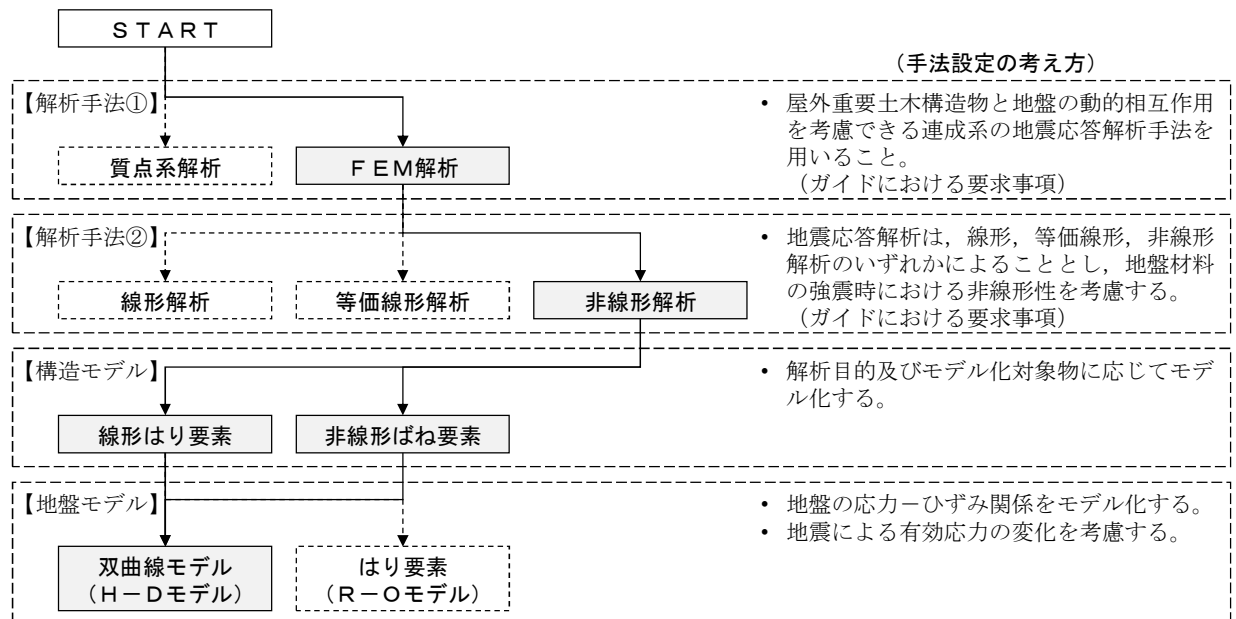 ＳＴＡＲＴ
（手法設定の考え方）
【解析手法①】
質点系解析
ＦＥＭ解析
• 屋外重要土木構造物と地盤の動的相互作用
を考慮できる連成系の地震応答解析手法を
用いること。
（ガイドにおける要求事項）
【解析手法②】
線形解析
等価線形解析
非線形解析
• 地震応答解析は，線形，等価線形，非線形
解析のいずれかによることとし，地盤材料
の強震時における非線形性を考慮する。
（ガイドにおける要求事項）
【構造モデル】
線形はり要素
非線形ばね要素
• 解析目的及びモデル化対象物に応じてモデ
ル化する。
【地盤モデル】
双曲線モデル
（Ｈ－Ｄモデル）
はり要素
（Ｒ－Ｏモデル）
• 地盤の応力－ひずみ関係をモデル化する。
• 地震による有効応力の変化を考慮する。